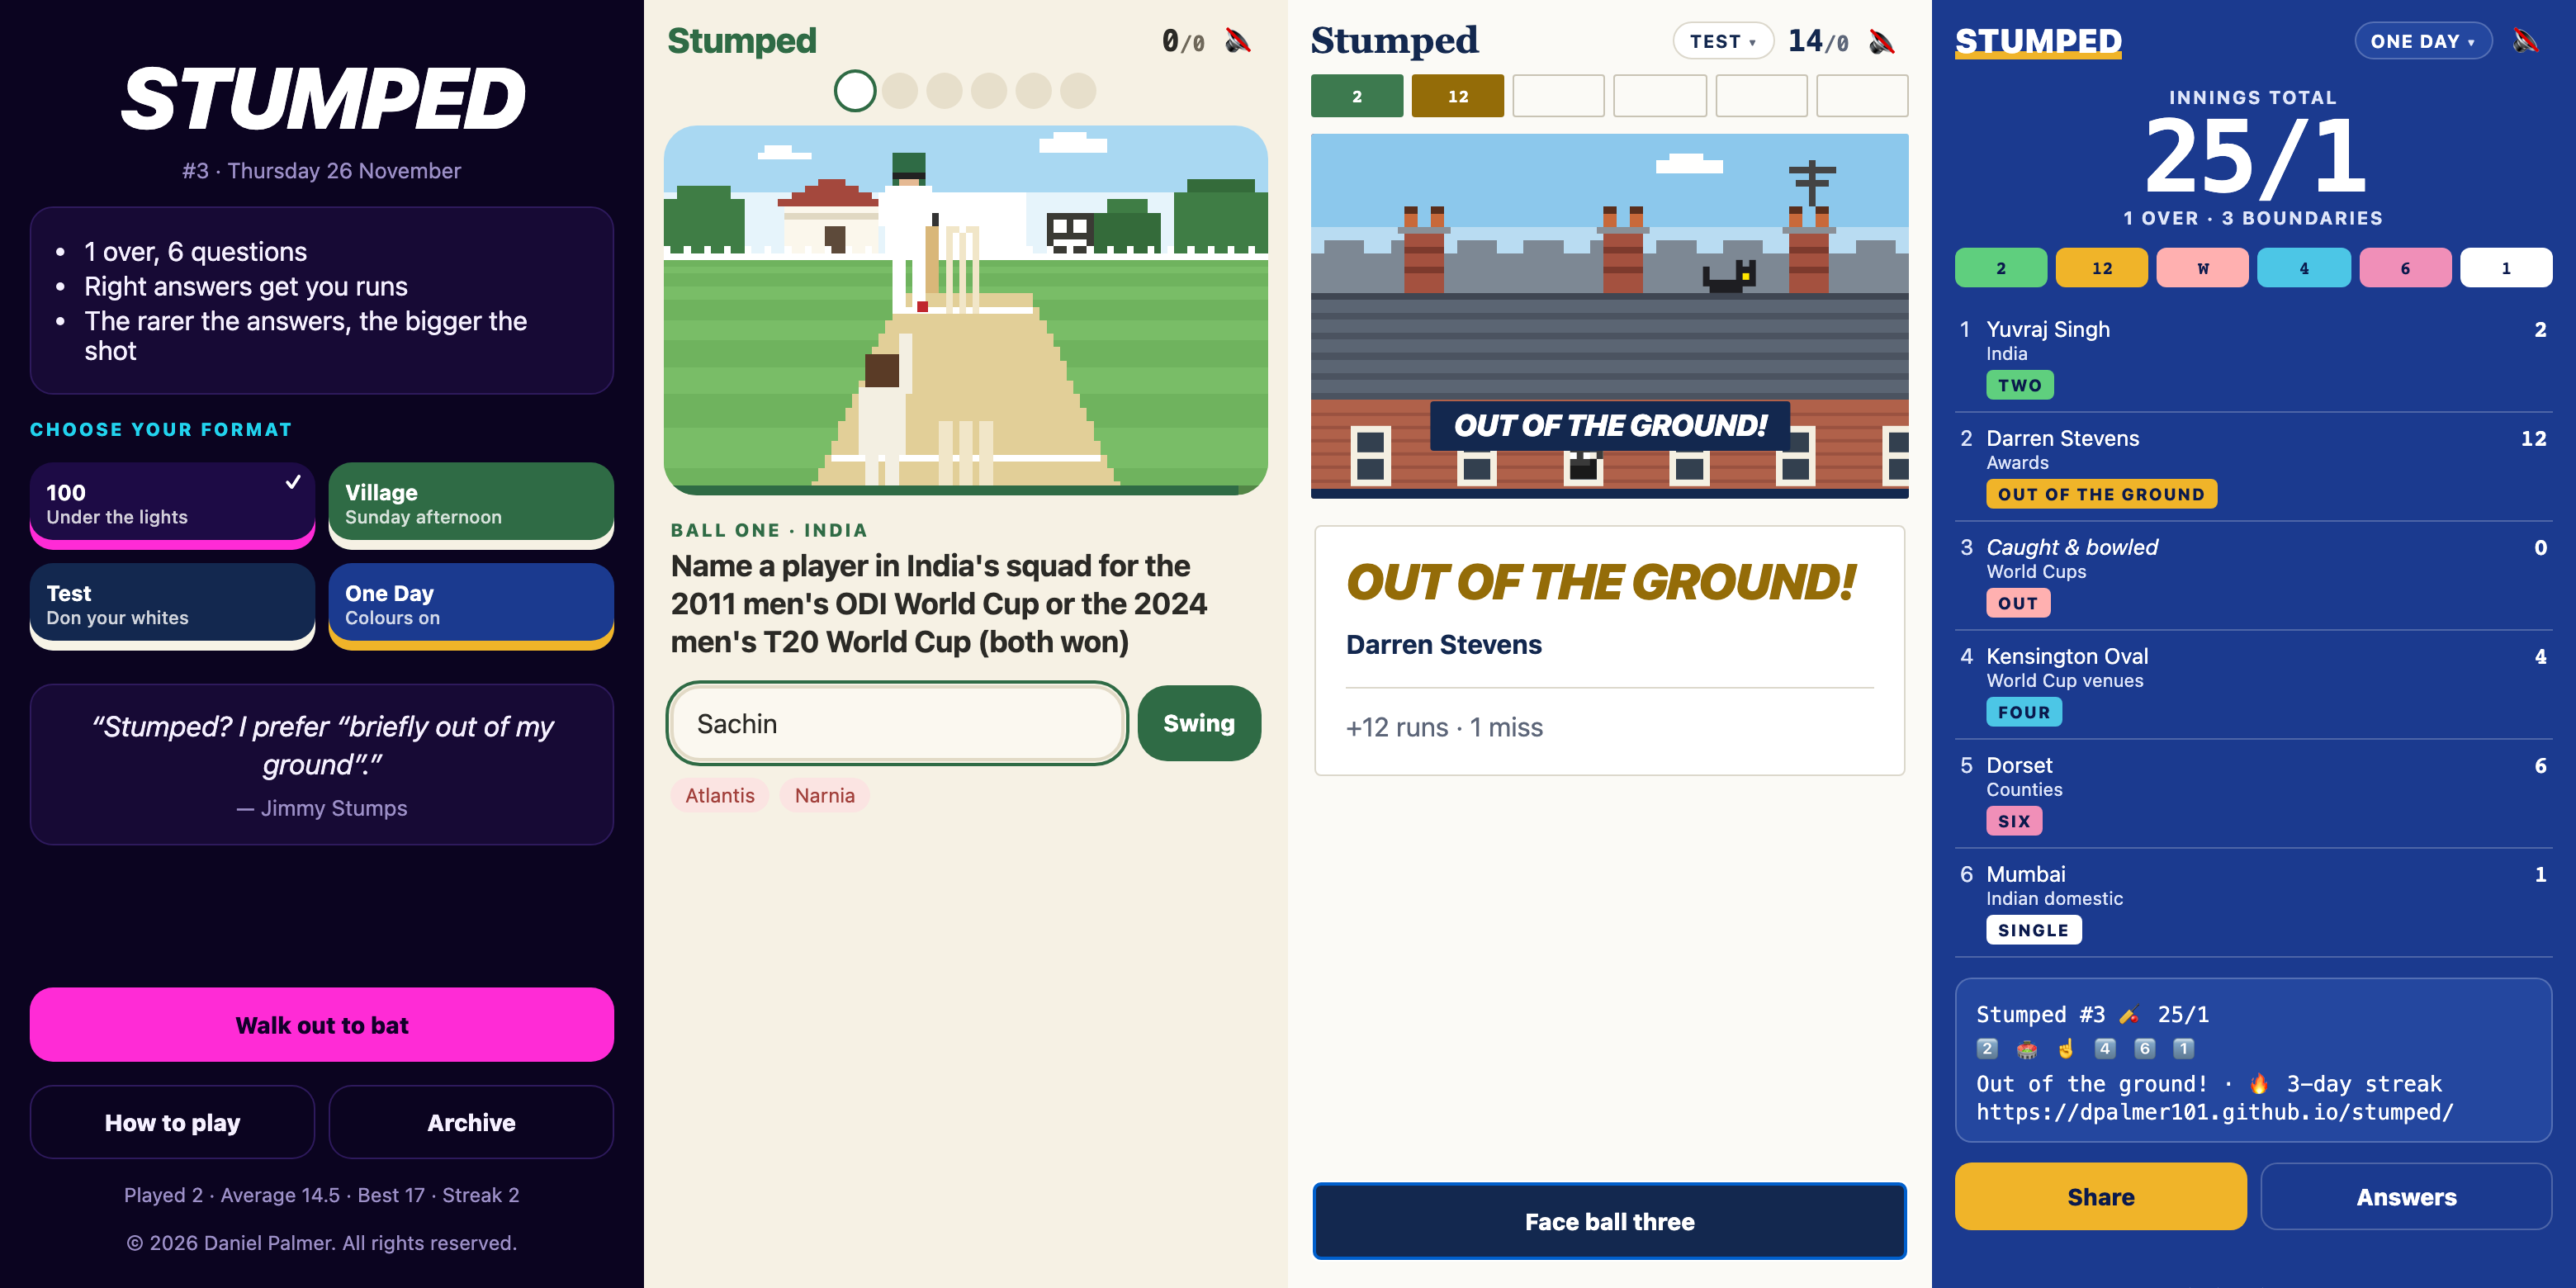 STUMPED
#3 · Thursday 26 November
• 1 over, 6 questions
• Right answers get you runs
• The rarer the answers, the bigger the
shot
CHOOSE YOUR FORMAT
100 ✓
Under the lights
Village
Sunday afternoon
Test
Don your whites
One Day
Colours on
“Stumped? I prefer “briefly out of my
ground”.”
— Jimmy Stumps
Walk out to bat
How to play
Archive
Played 2 · Average 14.5 · Best 17 · Streak 2
© 2026 Daniel Palmer. All rights reserved.
Stumped
0/0
BALL ONE · INDIA
Name a player in India's squad for the
2011 men's ODI World Cup or the 2024
men's T20 World Cup (both won)
Sachin
Swing
Atlantis
Narnia
Stumped
TEST ▾
14/0
2
12
OUT OF THE GROUND!
OUT OF THE GROUND!
Darren Stevens
+12 runs · 1 miss
Face ball three
STUMPED
ONE DAY ▾
INNINGS TOTAL
25/1
1 OVER · 3 BOUNDARIES
2
12
W
4
6
1
1 Yuvraj Singh 2
India
TWO
2 Darren Stevens 12
Awards
OUT OF THE GROUND
3 Caught & bowled 0
World Cups
OUT
4 Kensington Oval 4
World Cup venues
FOUR
5 Dorset 6
Counties
SIX
6 Mumbai 1
Indian domestic
SINGLE
Stumped #3 🏏 25/1
2️⃣ 🏟️ ☝️ 4️⃣ 6️⃣ 1️⃣
Out of the ground! · 🔥 3-day streak
https://dpalmer101.github.io/stumped/
Share
Answers